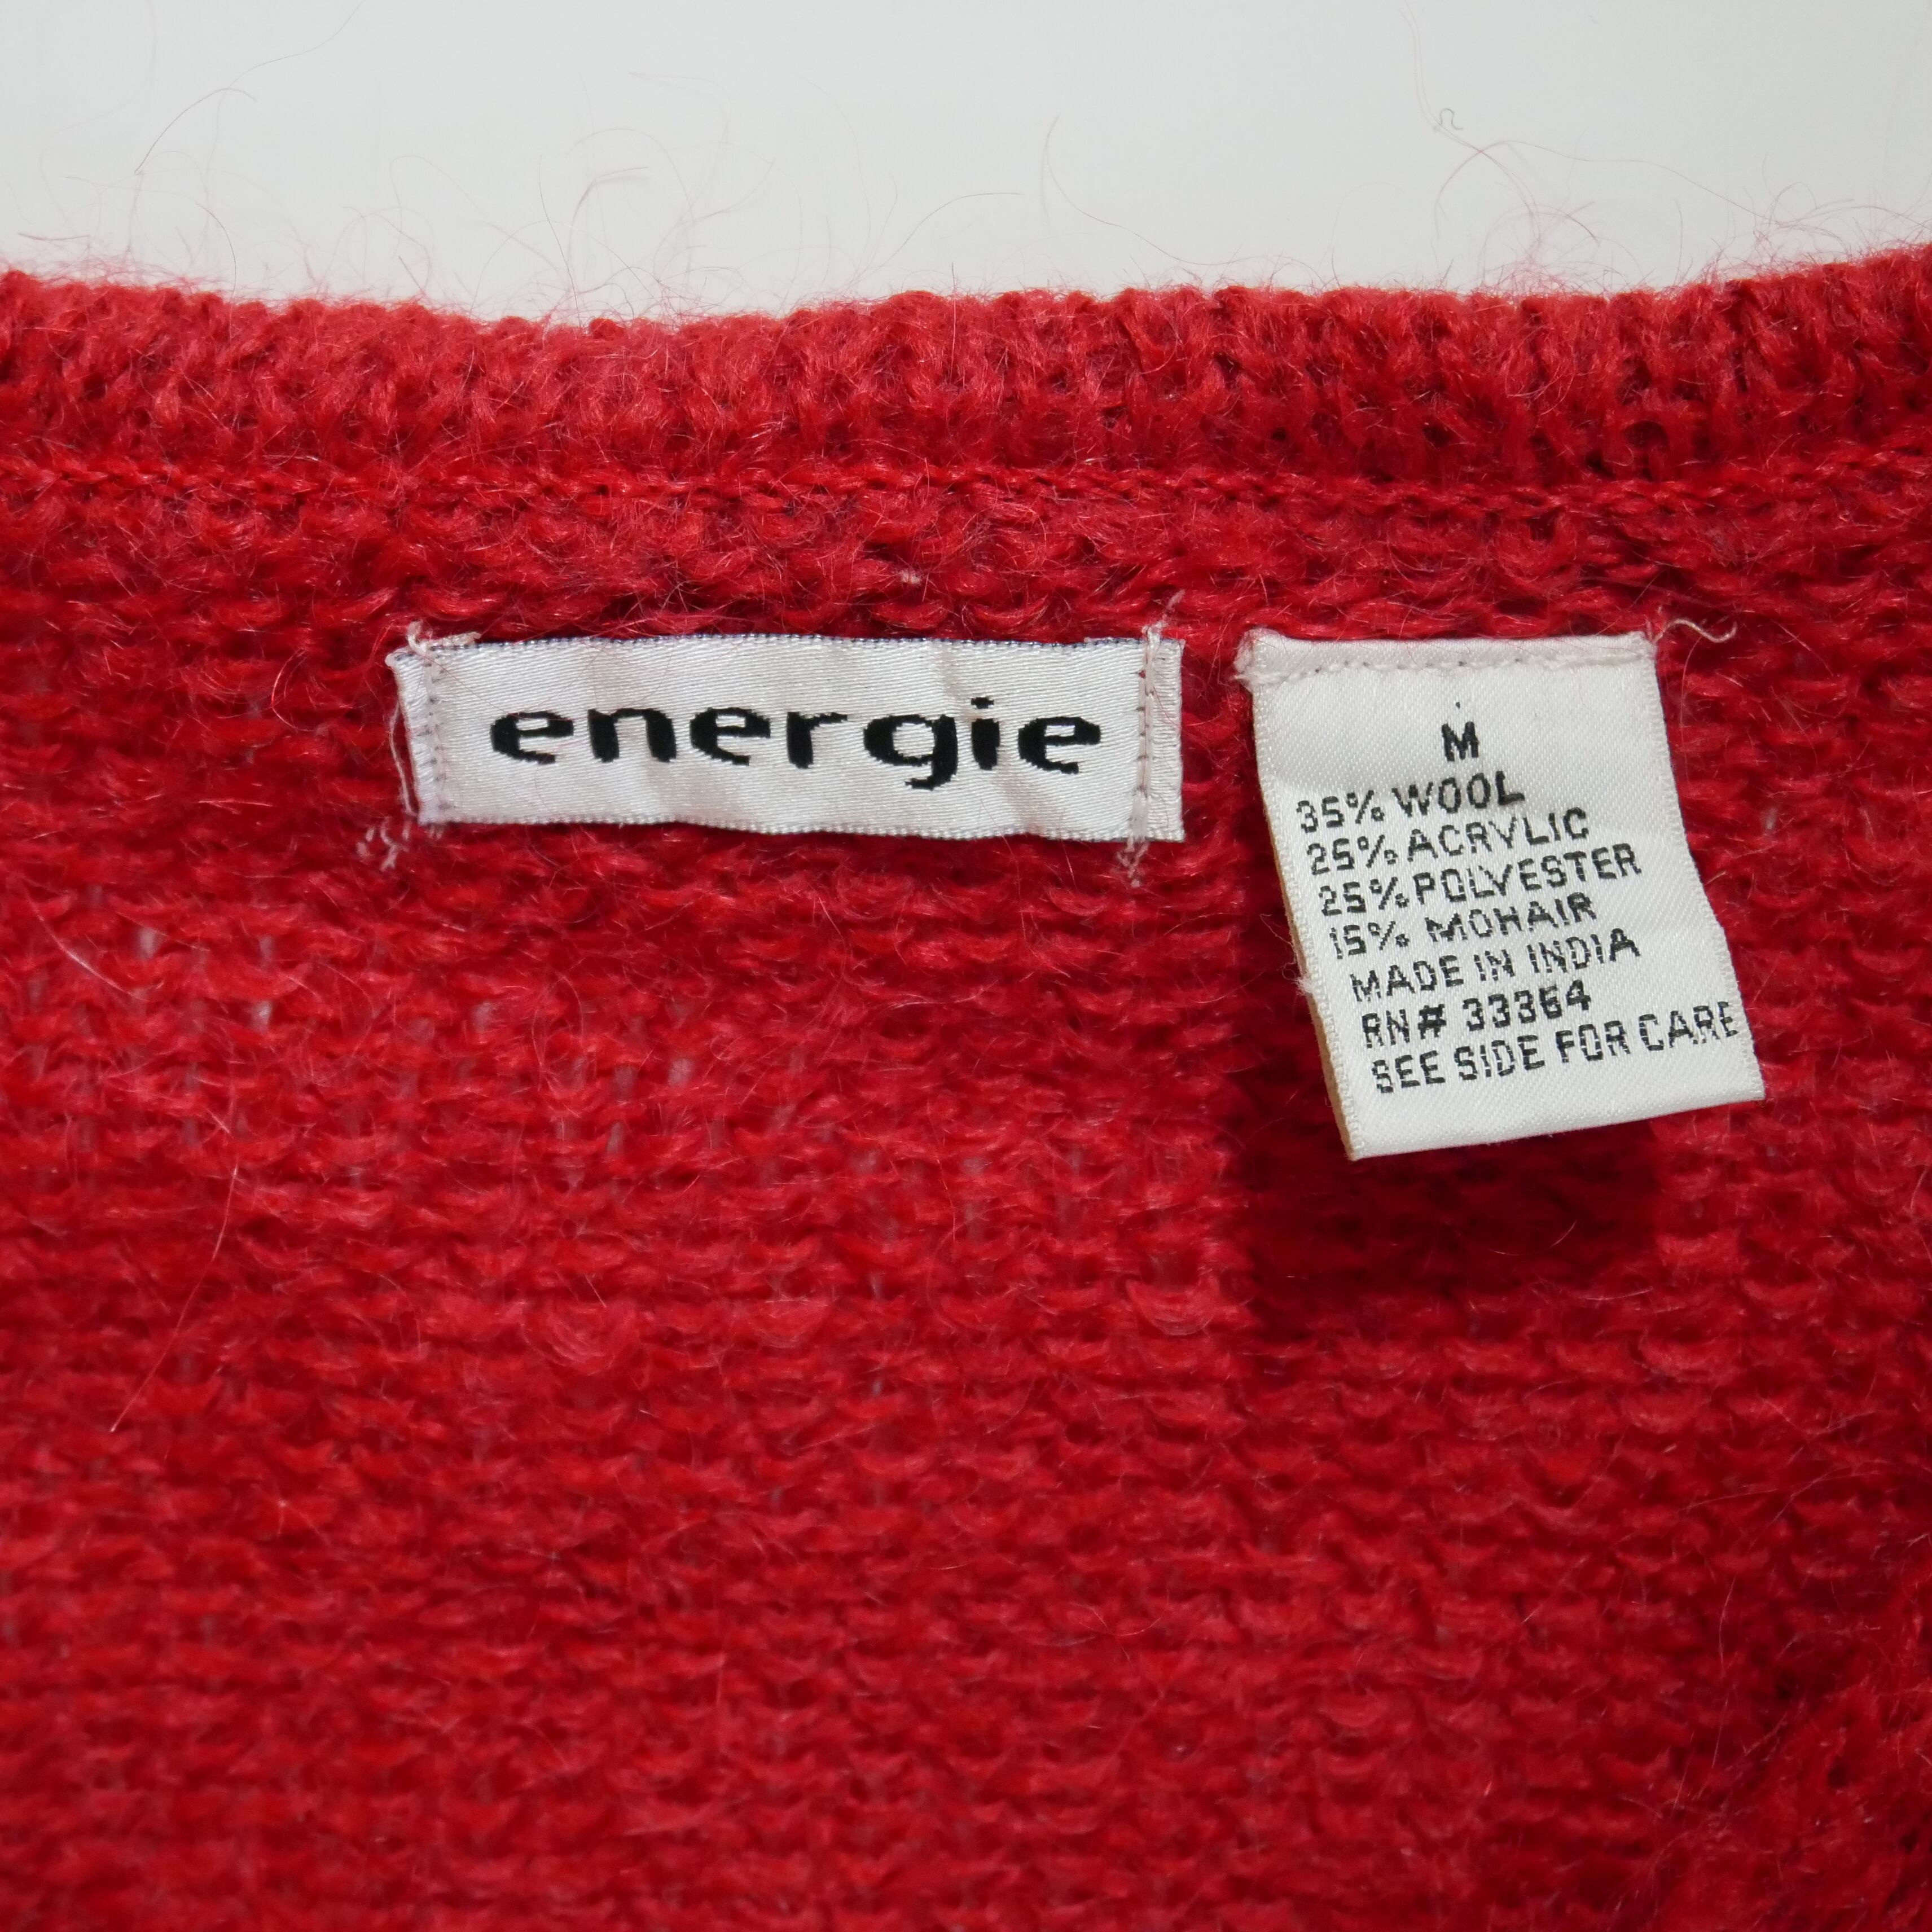 energie
M
35% WOOL
25% ACRYLIC
25% POLYESTER
15% MOHAIR
MADE IN INDIA
RN# 33364
SEE SIDE FOR CARE